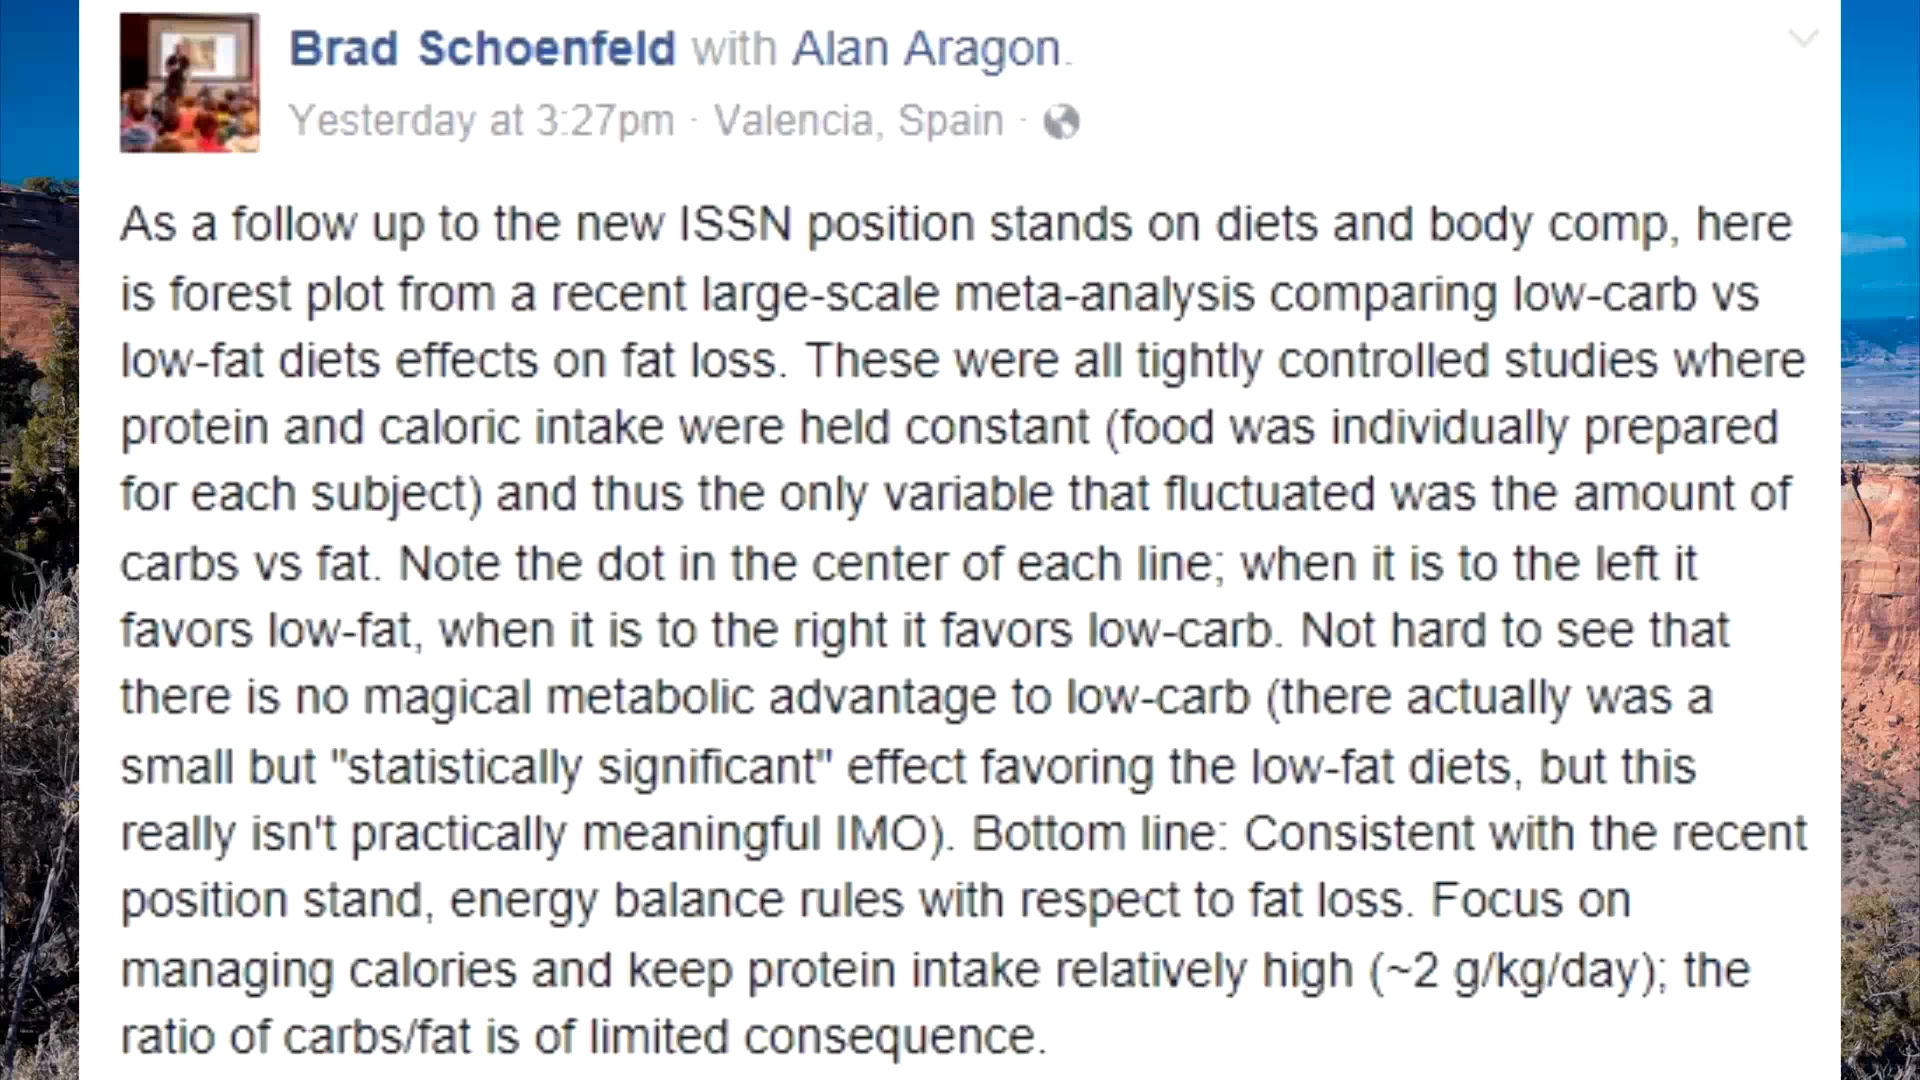 Brad Schoenfeld with Alan Aragon.
Yesterday at 3:27pm · Valencia, Spain ·
As a follow up to the new ISSN position stands on diets and body comp, here
is forest plot from a recent large-scale meta-analysis comparing low-carb vs
low-fat diets effects on fat loss. These were all tightly controlled studies where
protein and caloric intake were held constant (food was individually prepared
for each subject) and thus the only variable that fluctuated was the amount of
carbs vs fat. Note the dot in the center of each line; when it is to the left it
favors low-fat, when it is to the right it favors low-carb. Not hard to see that
there is no magical metabolic advantage to low-carb (there actually was a
small but "statistically significant" effect favoring the low-fat diets, but this
really isn't practically meaningful IMO). Bottom line: Consistent with the recent
position stand, energy balance rules with respect to fat loss. Focus on
managing calories and keep protein intake relatively high (~2 g/kg/day); the
ratio of carbs/fat is of limited consequence.